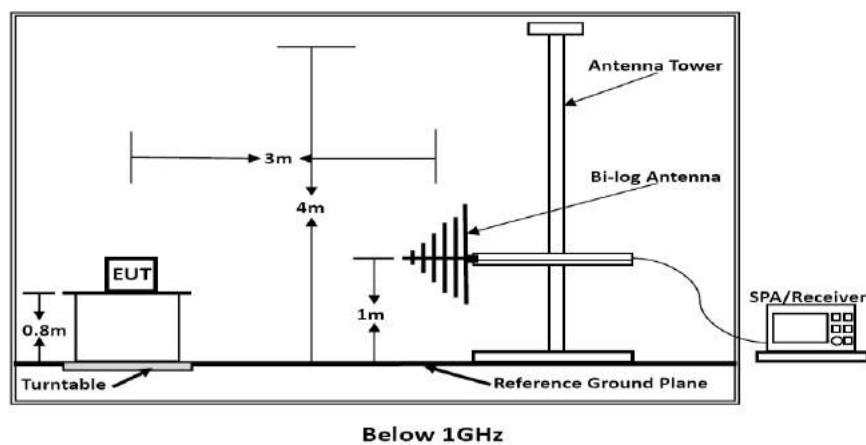 Antenna Tower
3m
Bi-log Antenna
4m
EUT
SPA/Receiver
0.8m
1m
Turntable
Reference Ground Plane
Below 1GHz